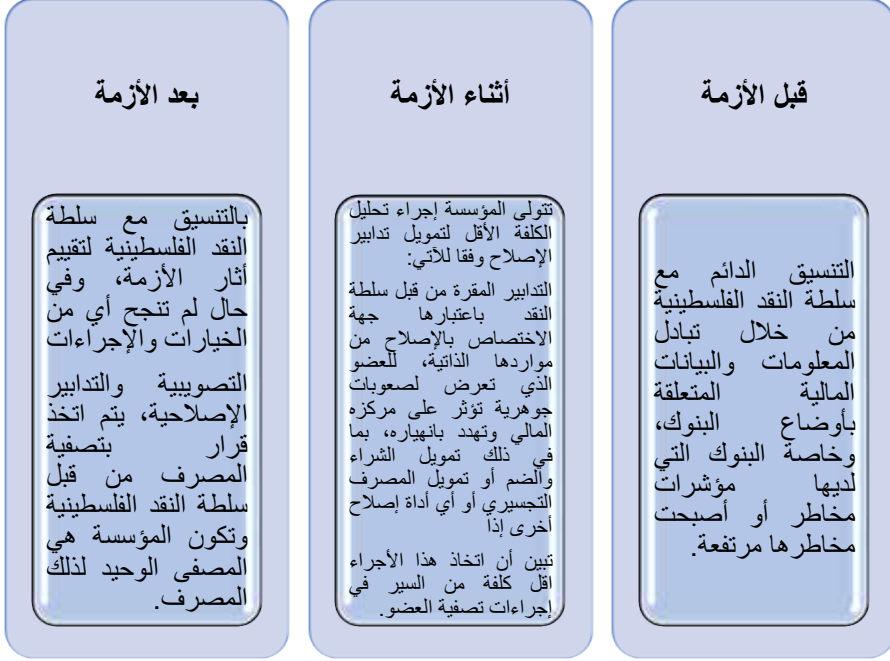 قبل الأزمة
التنسيق الدائم مع
سلطة النقد الفلسطينية
من خلال تبادل
المعلومات والبيانات
المالية المتعلقة
بأوضاع البنوك،
وخاصة البنوك التي
لديها مؤشرات
مخاطر أو أصبحت
مخاطرها مرتفعة.
أثناء الأزمة
تتولى المؤسسة إجراء تحليل
الكلفة الأقل لتمويل تدابير
الإصلاح وفقا للآتي:
التدابير المقرة من قبل سلطة
النقد باعتبارها جهة
الاختصاص بالإصلاح من
مواردها الذاتية، للعضو
الذي تعرض لصعوبات
جوهرية تؤثر على مركزه
المالي وتهدد بانهياره، بما
في ذلك تمويل الشراء
والضم أو تمويل المصرف
التجسيري أو أي أداة إصلاح
أخرى إذا
تبين أن اتخاذ هذا الأجراء
اقل كلفة من السير في
إجراءات تصفية العضو.
بعد الأزمة
بالتنسيق مع سلطة
النقد الفلسطينية لتقييم
أثار الأزمة، وفي
حال لم تنجح أي من
الخيارات والإجراءات
التصويبية والتدابير
الإصلاحية، يتم اتخذ
قرار بتصفية
المصرف من قبل
سلطة النقد الفلسطينية
وتكون المؤسسة هي
المصفى الوحيد لذلك
المصرف.